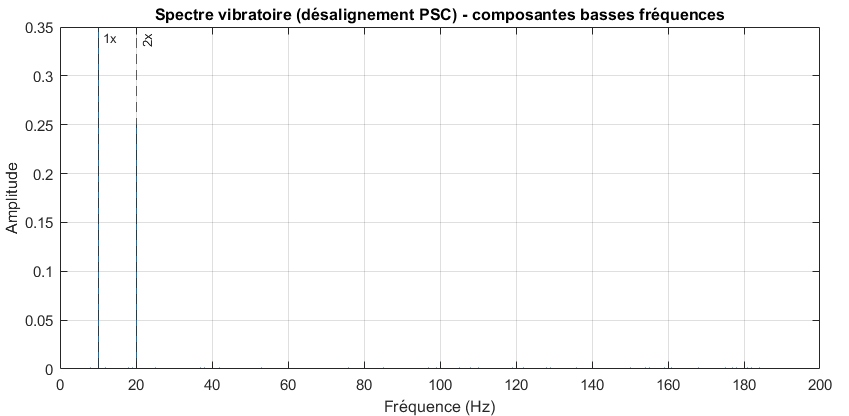 Spectre vibratoire (désalignement PSC) - composantes basses fréquences
0.35
0.3
0.25
0.2
0.15
0.1
0.05
0
Amplitude
1x
2x
0 20 40 60 80 100 120 140 160 180 200
Fréquence (Hz)